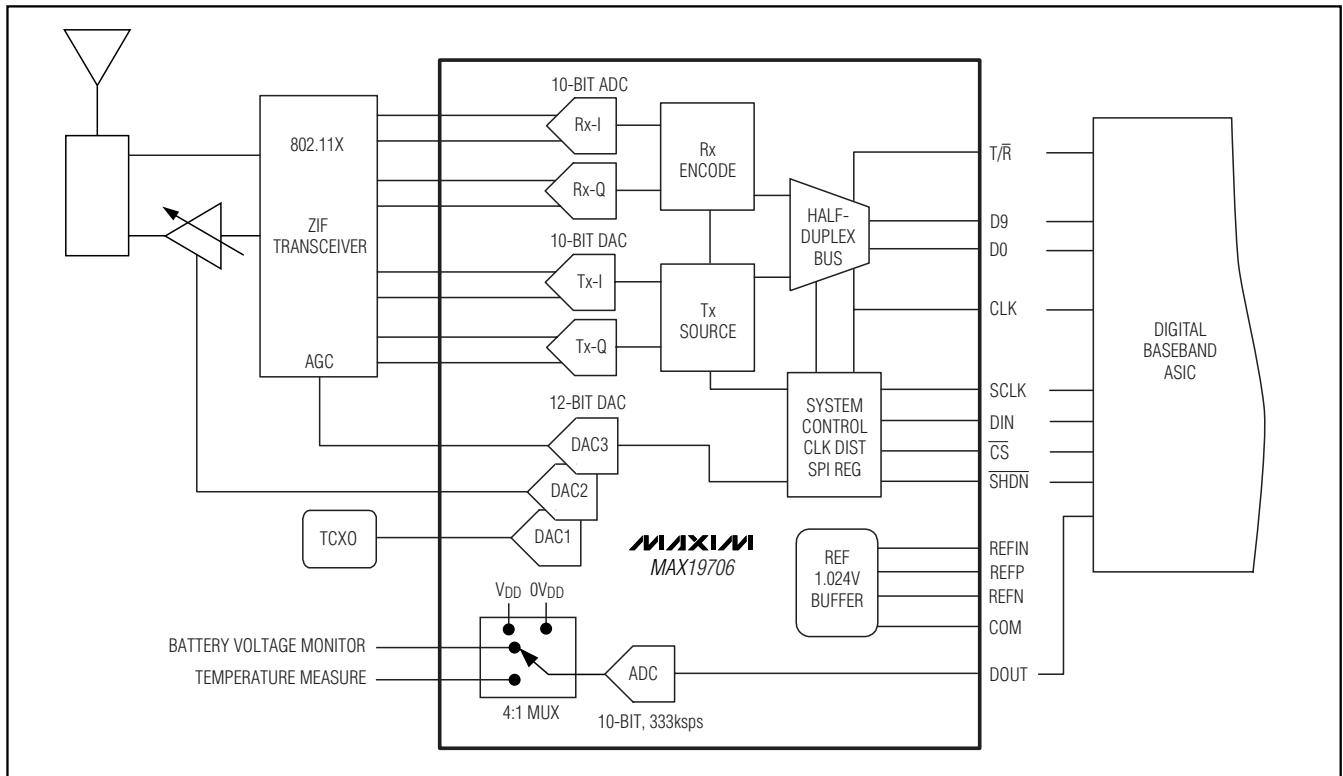 802.11X
ZIF
TRANSCEIVER
AGC
10-BIT ADC
Rx-I
Rx-Q
10-BIT DAC
Tx-I
Tx-Q
Rx
ENCODE
Tx
SOURCE
HALF-
DUPLEX
BUS
12-BIT DAC
DAC3
DAC2
DAC1
TCXO
SYSTEM
CONTROL
CLK DIST
SPI REG
MAXIM
MAX19706
REF
1.024V
BUFFER
VDD 0VDD
BATTERY VOLTAGE MONITOR
TEMPERATURE MEASURE
4:1 MUX
ADC
10-BIT, 333ksps
T/R̅
D9
D0
CLK
SCLK
DIN
C̅S̅
S̅H̅D̅N̅
REFIN
REFP
REFN
COM
DOUT
DIGITAL
BASEBAND
ASIC